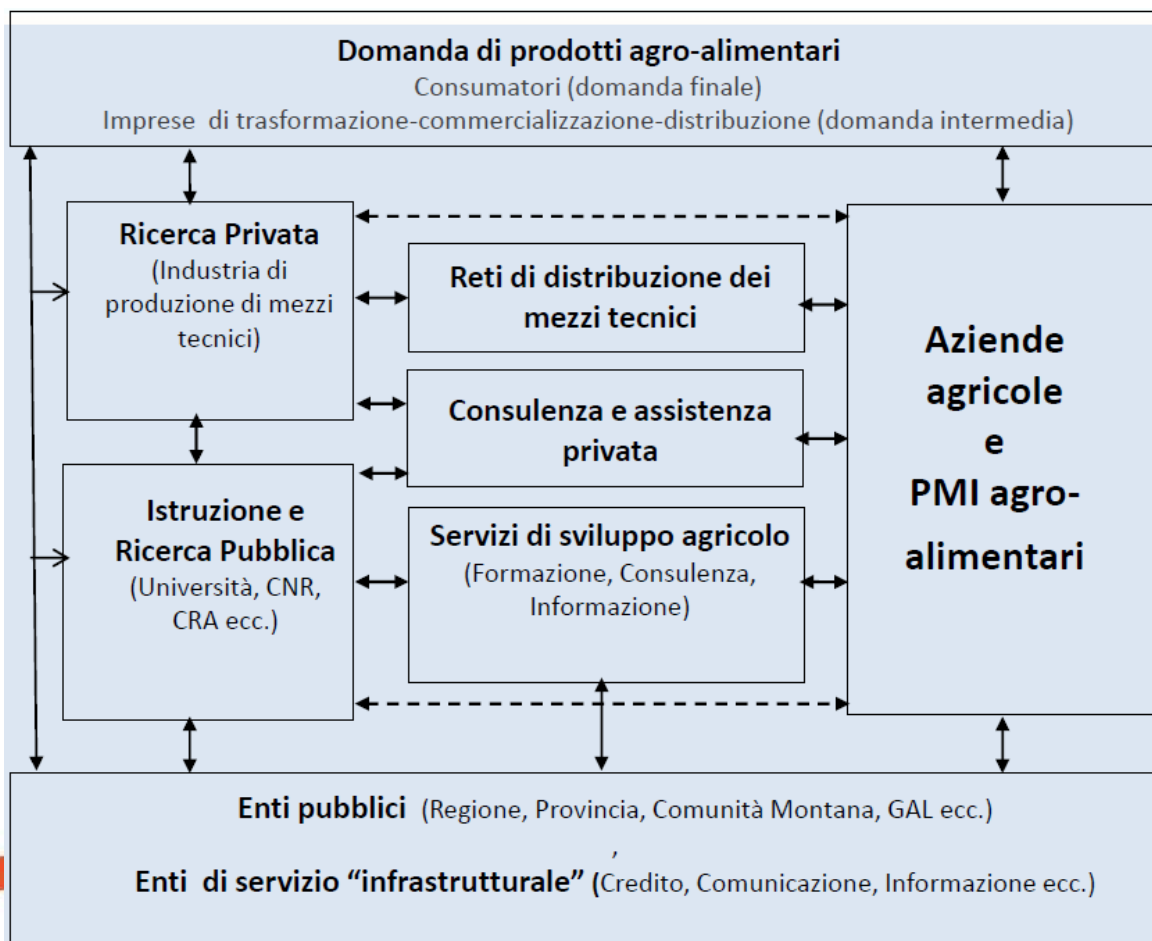 Domanda di prodotti agro-alimentari
Consumatori (domanda finale)
Imprese di trasformazione-commercializzazione-distribuzione (domanda intermedia)
Ricerca Privata
(Industria di
produzione di mezzi
tecnici)
Reti di distribuzione dei
mezzi tecnici
Consulenza e assistenza
privata
Istruzione e
Ricerca Pubblica
(Università, CNR,
CRA ecc.)
Servizi di sviluppo agricolo
(Formazione, Consulenza,
Informazione)
Aziende
agricole
e
PMI agro-
alimentari
Enti pubblici (Regione, Provincia, Comunità Montana, GAL ecc.)
,
Enti di servizio “infrastrutturale” (Credito, Comunicazione, Informazione ecc.)